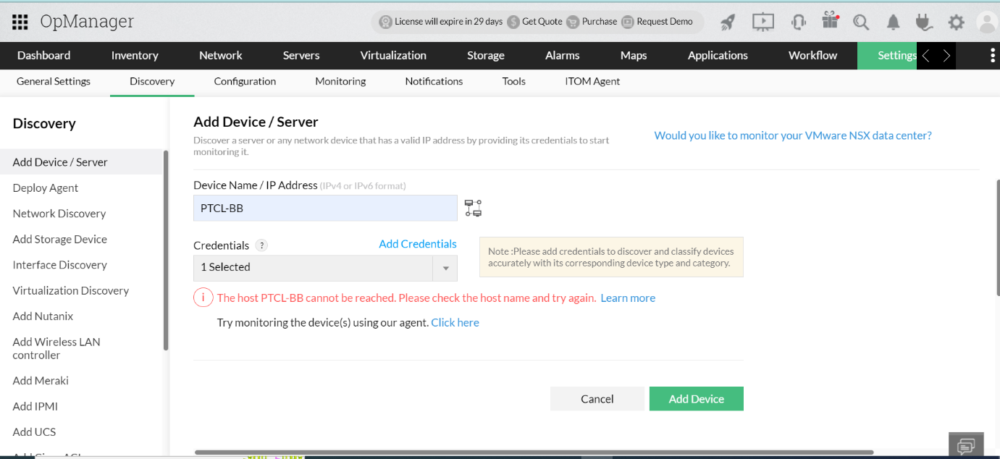 OpManager
License will expire in 29 days Get Quote Purchase Request Demo
Dashboard Inventory Network Servers Virtualization Storage Alarms Maps Applications Workflow Settings
General Settings Discovery Configuration Monitoring Notifications Tools ITOM Agent
Discovery
Add Device / Server
Deploy Agent
Network Discovery
Add Storage Device
Interface Discovery
Virtualization Discovery
Add Nutanix
Add Wireless LAN
controller
Add Meraki
Add IPMI
Add UCS
Add Device / Server
Discover a server or any network device that has a valid IP address by providing its credentials to start
monitoring it.
Would you like to monitor your VMware NSX data center?
Device Name / IP Address (IPv4 or IPv6 format)
PTCL-BB
Credentials ? Add Credentials
1 Selected
Note :Please add credentials to discover and classify devices
accurately with its corresponding device type and category.
i The host PTCL-BB cannot be reached. Please check the host name and try again. Learn more
Try monitoring the device(s) using our agent. Click here
Cancel Add Device